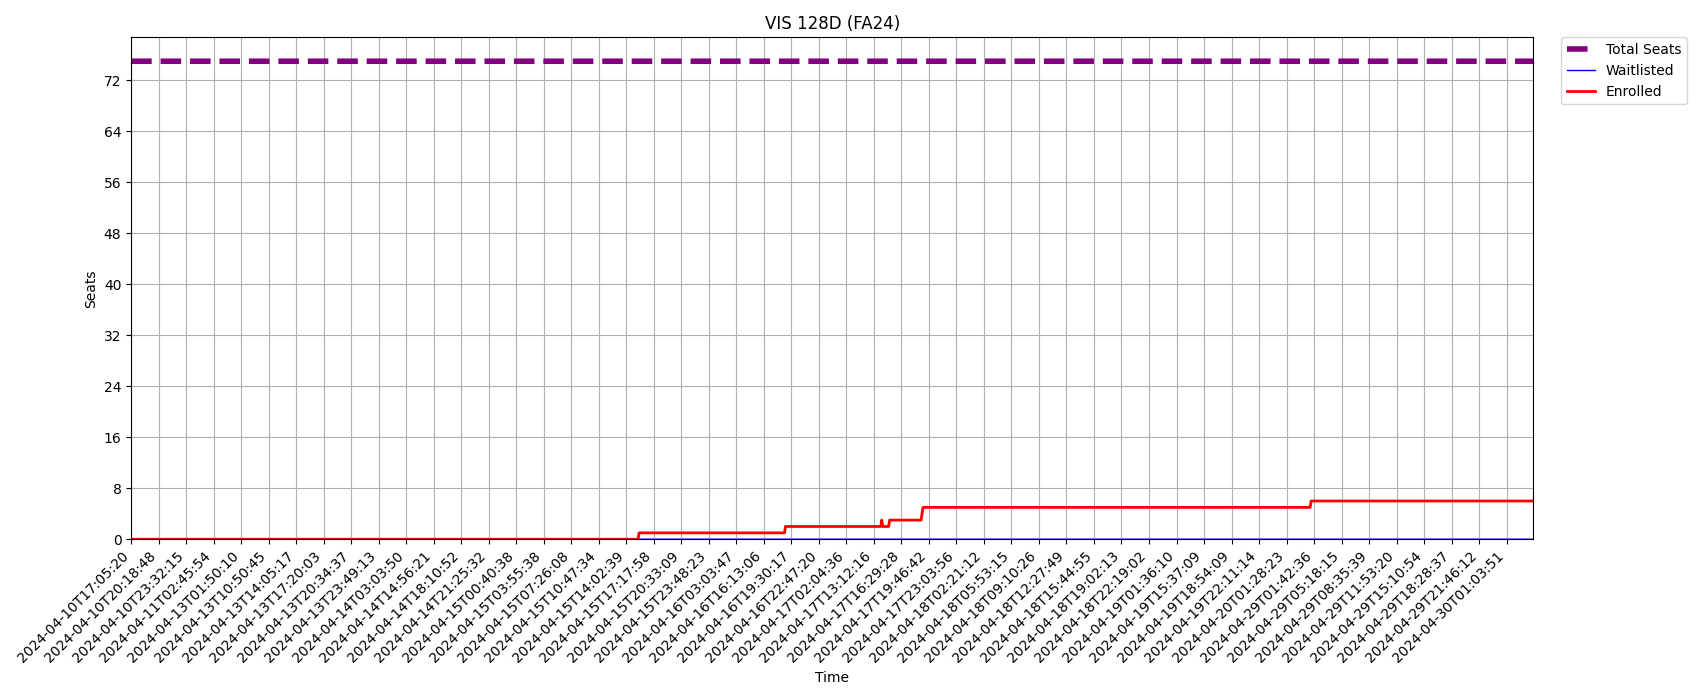 VIS 128D (FA24)
Total Seats
Waitlisted
Enrolled
72
64
56
48
40
32
24
16
8
0
Seats
2024-04-10T17:05:20
2024-04-10T20:18:48
2024-04-10T23:32:15
2024-04-11T02:45:54
2024-04-13T01:50:10
2024-04-13T10:50:45
2024-04-13T14:05:17
2024-04-13T17:20:03
2024-04-13T20:34:37
2024-04-13T23:49:13
2024-04-14T03:03:50
2024-04-14T14:56:21
2024-04-14T18:10:52
2024-04-14T21:25:32
2024-04-15T00:40:38
2024-04-15T03:55:38
2024-04-15T07:26:08
2024-04-15T10:47:34
2024-04-15T14:02:39
2024-04-15T17:17:58
2024-04-15T20:33:09
2024-04-15T23:48:23
2024-04-16T03:03:47
2024-04-16T16:13:06
2024-04-16T19:30:17
2024-04-16T22:47:20
2024-04-17T02:04:36
2024-04-17T13:12:16
2024-04-17T16:29:28
2024-04-17T19:46:42
2024-04-17T23:03:56
2024-04-18T02:21:12
2024-04-18T05:53:15
2024-04-18T09:10:26
2024-04-18T12:27:49
2024-04-18T15:44:55
2024-04-18T19:02:13
2024-04-18T22:19:02
2024-04-19T01:36:10
2024-04-19T15:37:09
2024-04-19T18:54:09
2024-04-19T22:11:14
2024-04-20T01:28:23
2024-04-29T01:42:36
2024-04-29T05:18:15
2024-04-29T08:35:39
2024-04-29T11:53:20
2024-04-29T15:10:54
2024-04-29T18:28:37
2024-04-29T21:46:12
2024-04-30T01:03:51
Time